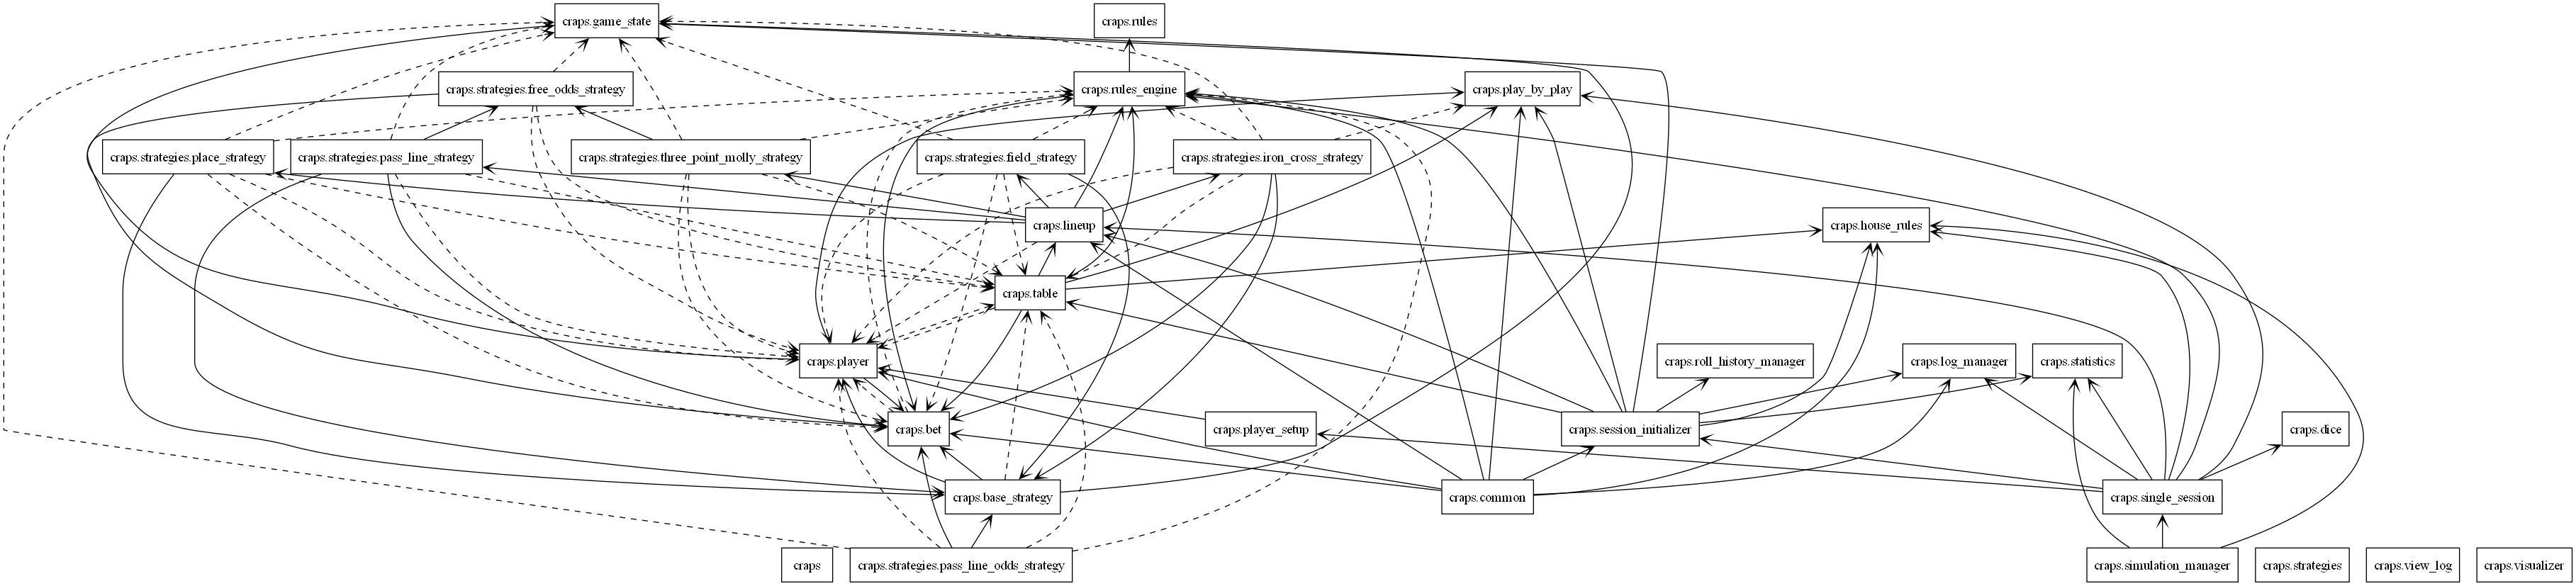 craps.game_state
craps.rules
craps.strategies.free_odds_strategy
craps.rules_engine
craps.play_by_play
craps.strategies.place_strategy
craps.strategies.pass_line_strategy
craps.strategies.three_point_molly_strategy
craps.strategies.field_strategy
craps.strategies.iron_cross_strategy
craps.lineup
craps.house_rules
craps.table
craps.player
craps.roll_history_manager
craps.log_manager
craps.statistics
craps.bet
craps.player_setup
craps.session_initializer
craps.dice
craps.base_strategy
craps.common
craps.single_session
craps
craps.strategies.pass_line_odds_strategy
craps.simulation_manager
craps.strategies
craps.view_log
craps.visualizer